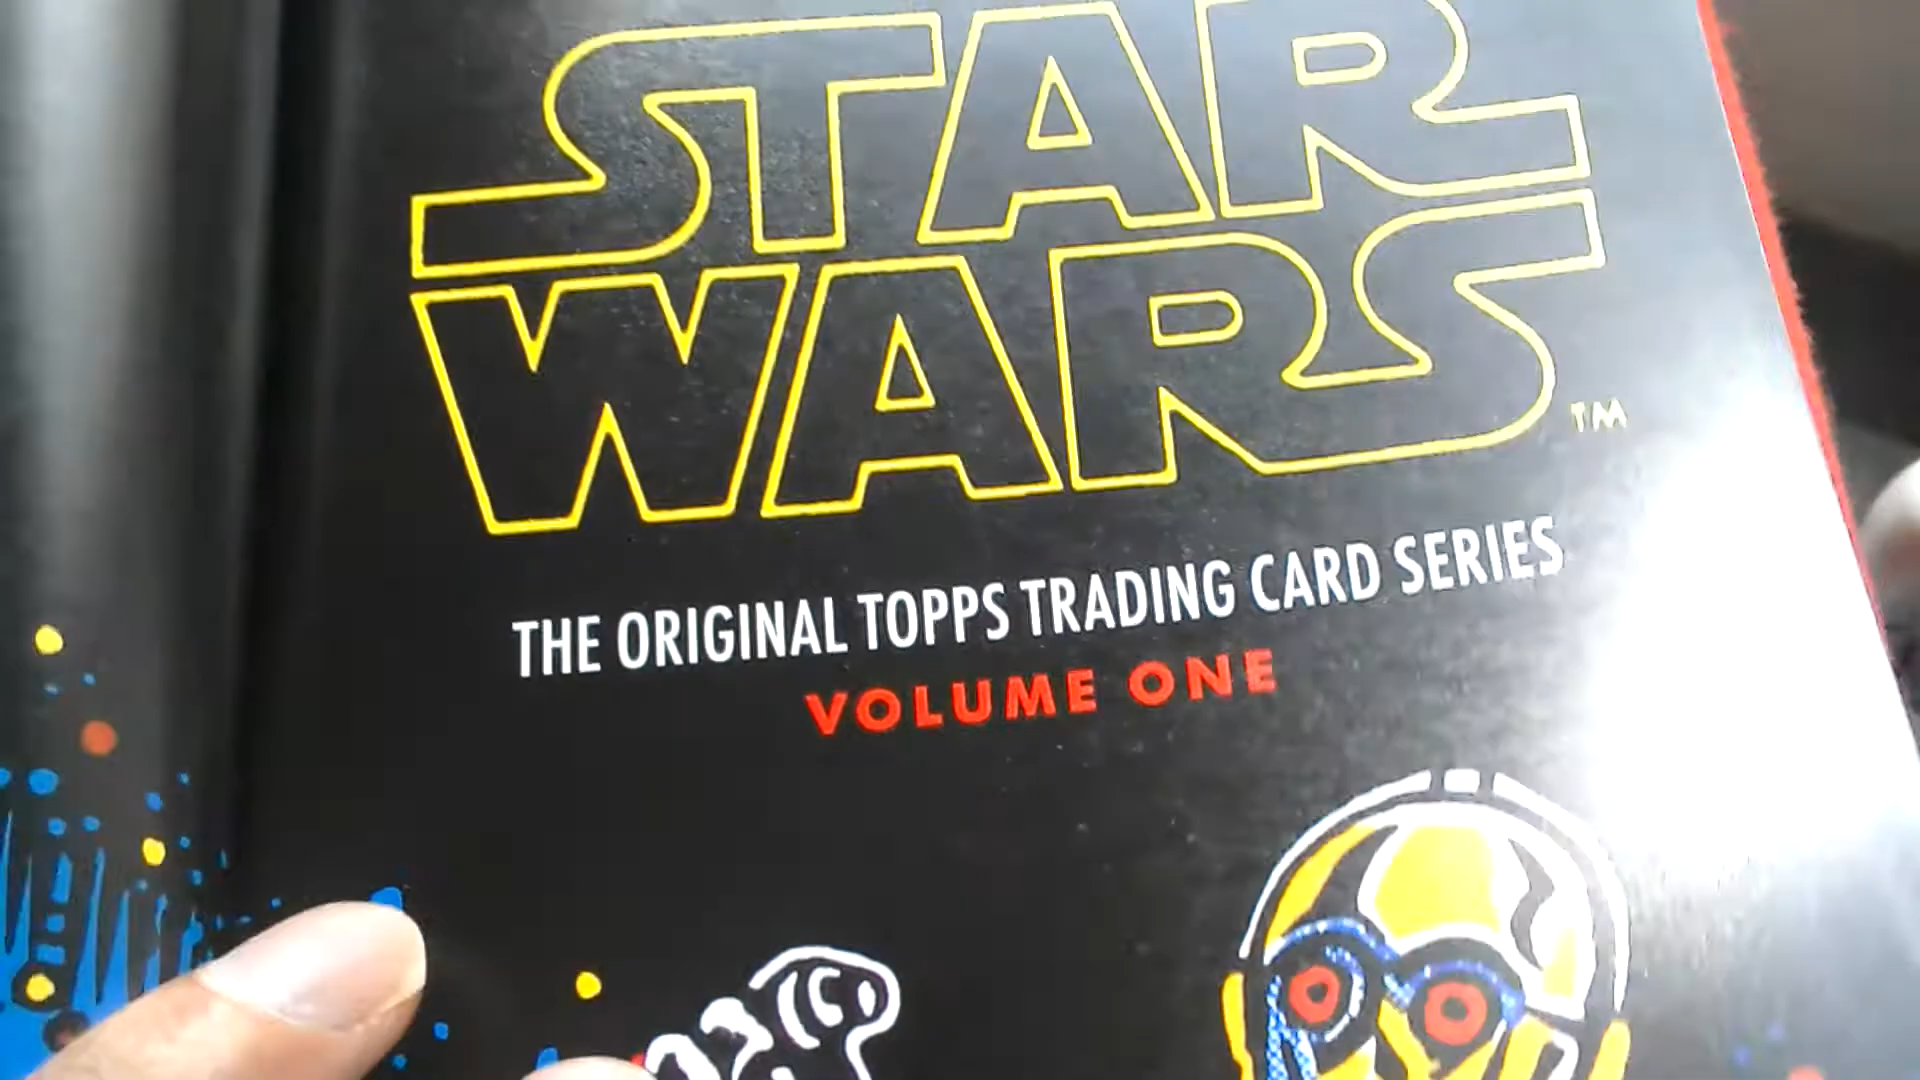 STAR
WARS
TM
THE ORIGINAL TOPPS TRADING CARD SERIES
VOLUME ONE